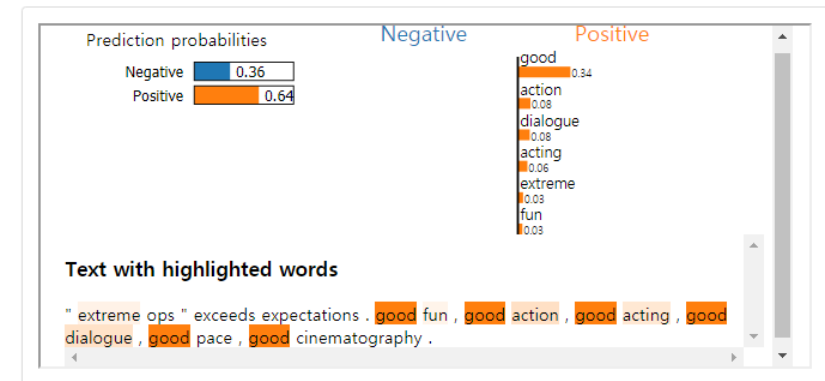 Prediction probabilities
Negative 0.36
Positive 0.64
Negative Positive
good
0.34
action
0.08
dialogue
0.08
acting
0.06
extreme
0.03
fun
0.03
Text with highlighted words
" extreme ops " exceeds expectations . good fun , good action , good acting , good
dialogue , good pace , good cinematography .